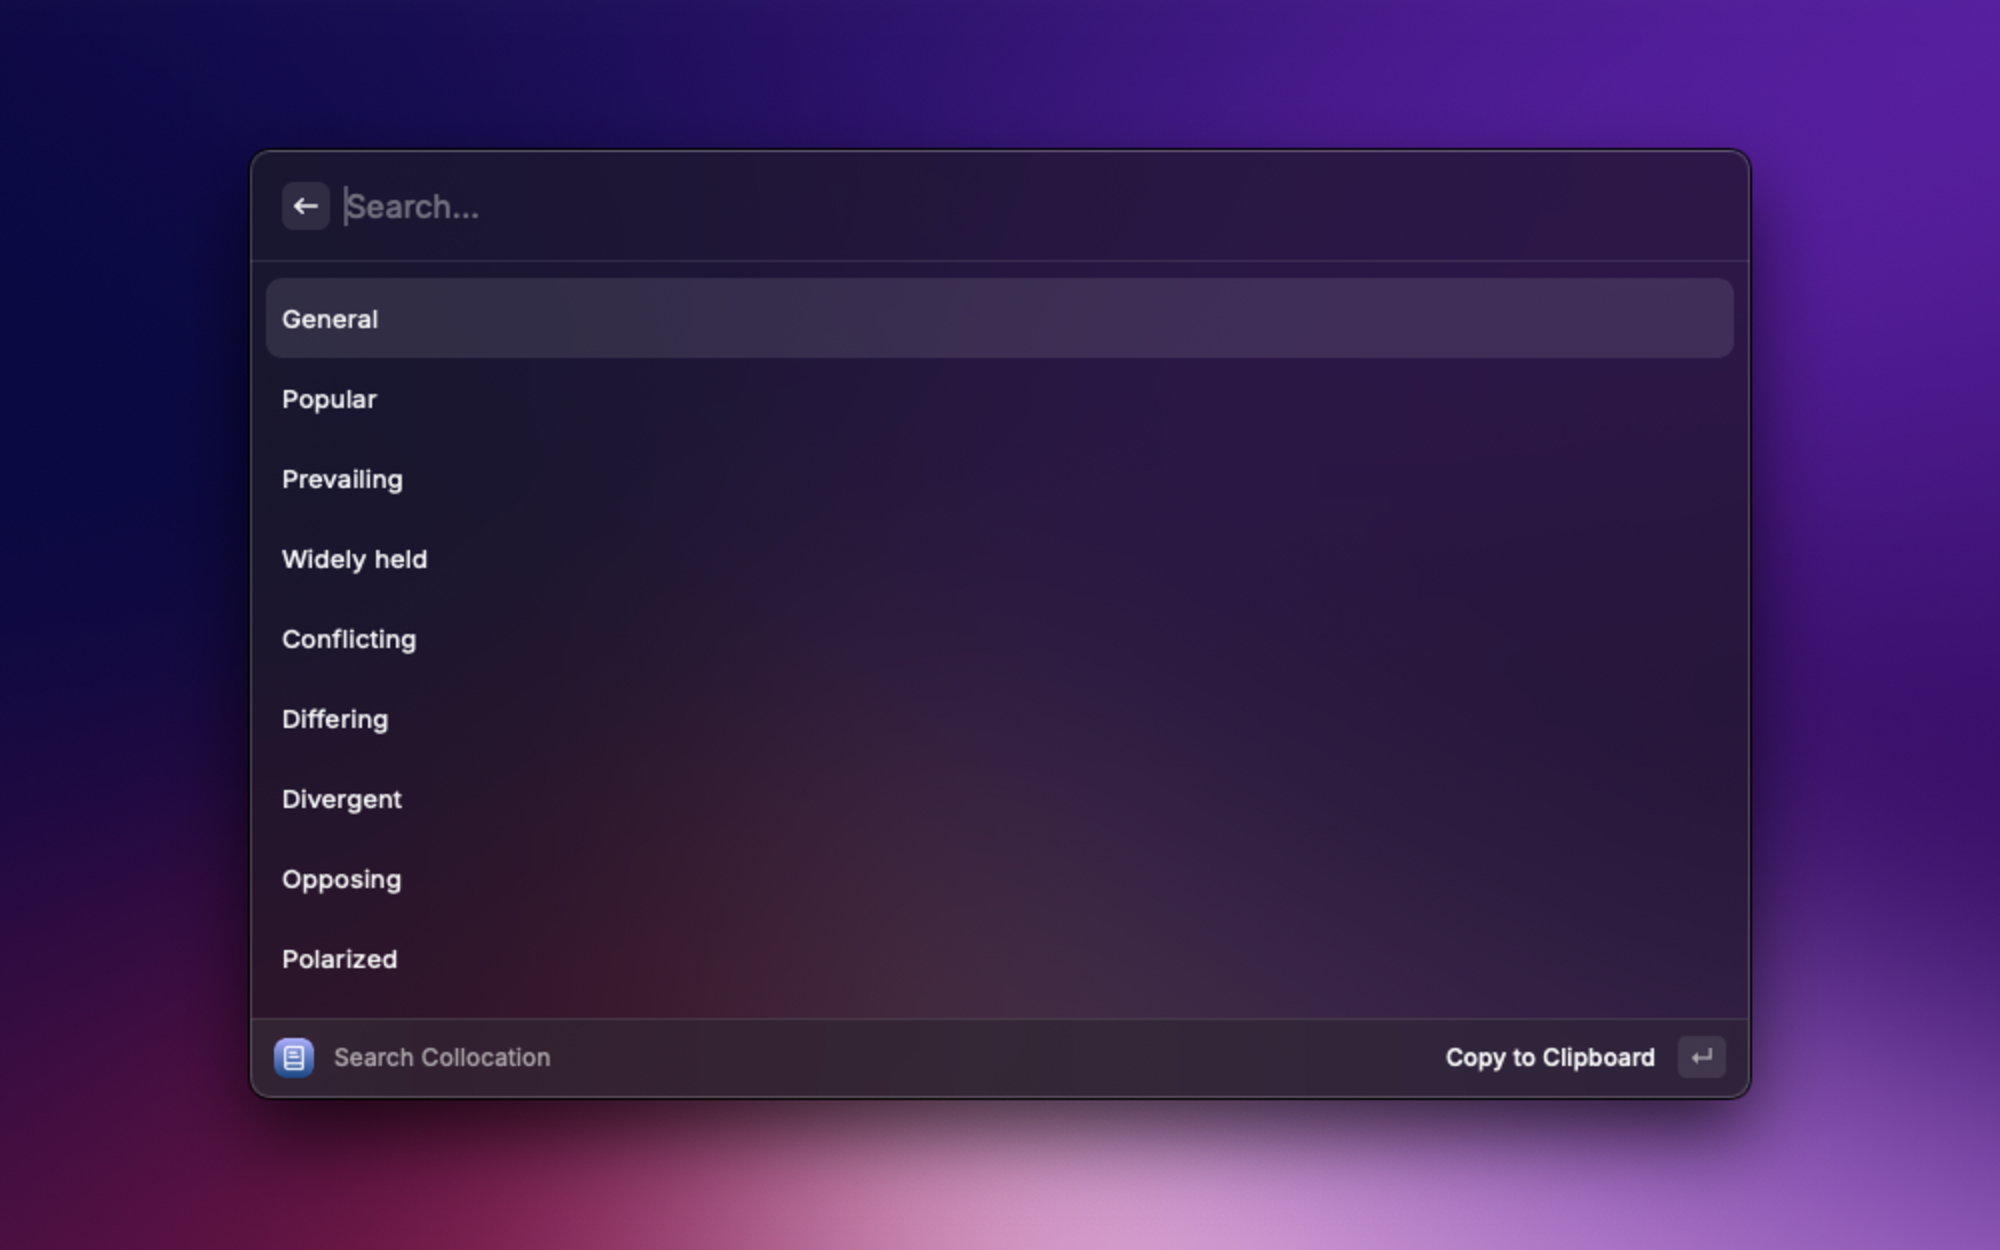 Search...
General
Popular
Prevailing
Widely held
Conflicting
Differing
Divergent
Opposing
Polarized
Search Collocation
Copy to Clipboard